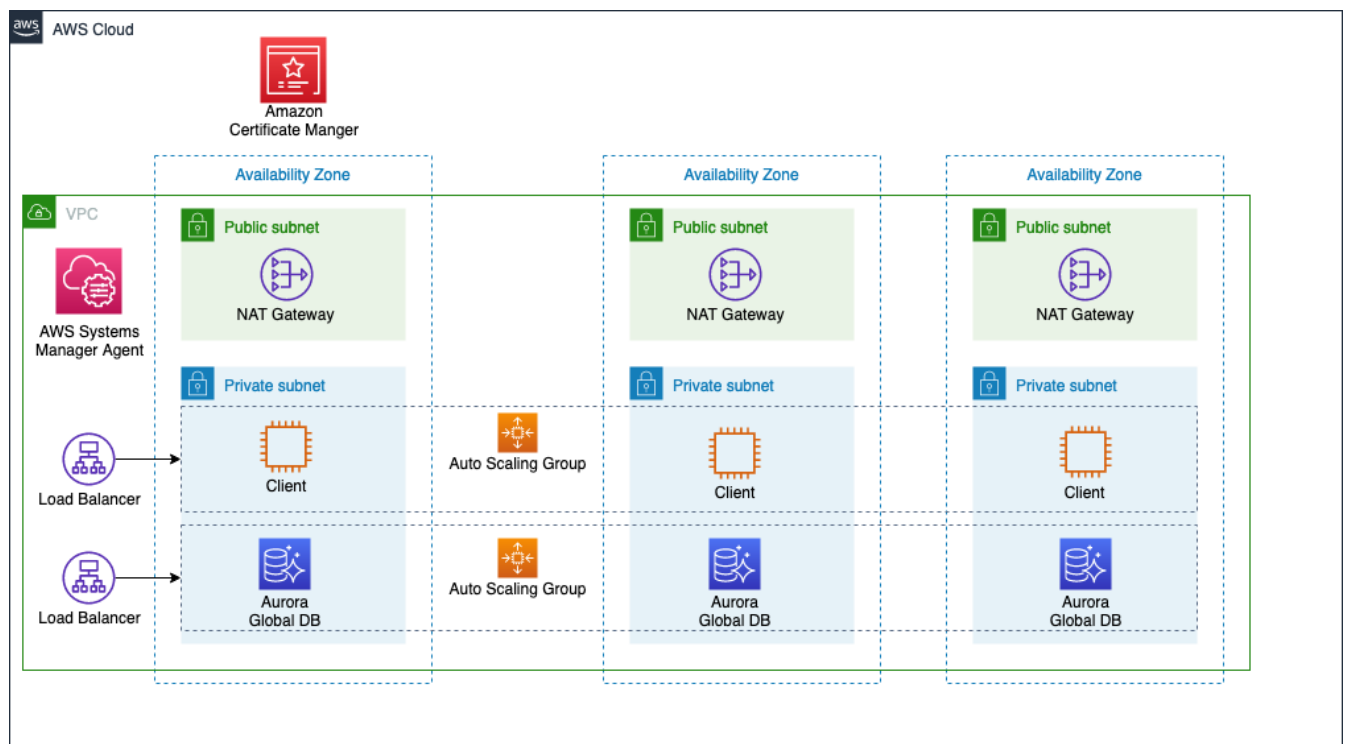 aws
AWS Cloud
Amazon
Certificate Manger
Availability Zone
Availability Zone
Availability Zone
VPC
Public subnet
Public subnet
Public subnet
NAT Gateway
NAT Gateway
NAT Gateway
AWS Systems
Manager Agent
Private subnet
Private subnet
Private subnet
Auto Scaling Group
Client
Client
Client
Load Balancer
Auto Scaling Group
Aurora
Global DB
Aurora
Global DB
Aurora
Global DB
Load Balancer